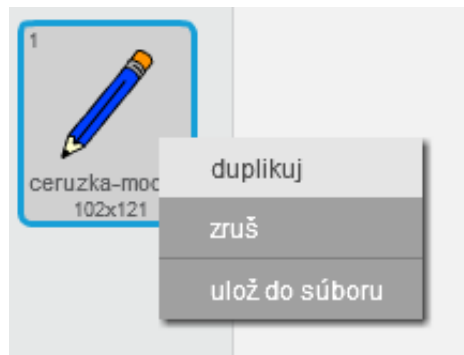 1
ceruzka-moc
102x121
duplikuj
zruš
ulož do súboru